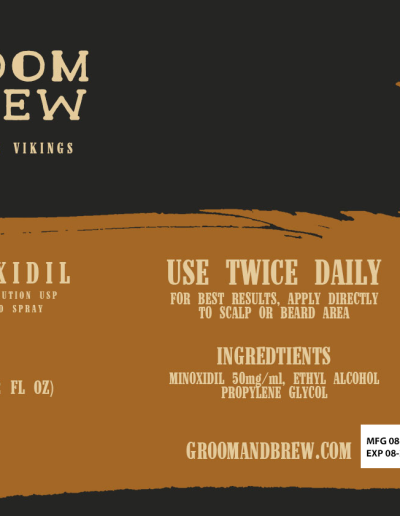 OOM
EW
VIKINGS
XIDIL
UTION USP
D SPRAY
FL OZ)
USE TWICE DAILY
FOR BEST RESULTS, APPLY DIRECTLY
TO SCALP OR BEARD AREA
INGREDTIENTS
MINOXIDIL 50mg/ml, ETHYL ALCOHOL
PROPYLENE GLYCOL
GROOMANDBREW.COM
MFG 08
EXP 08-